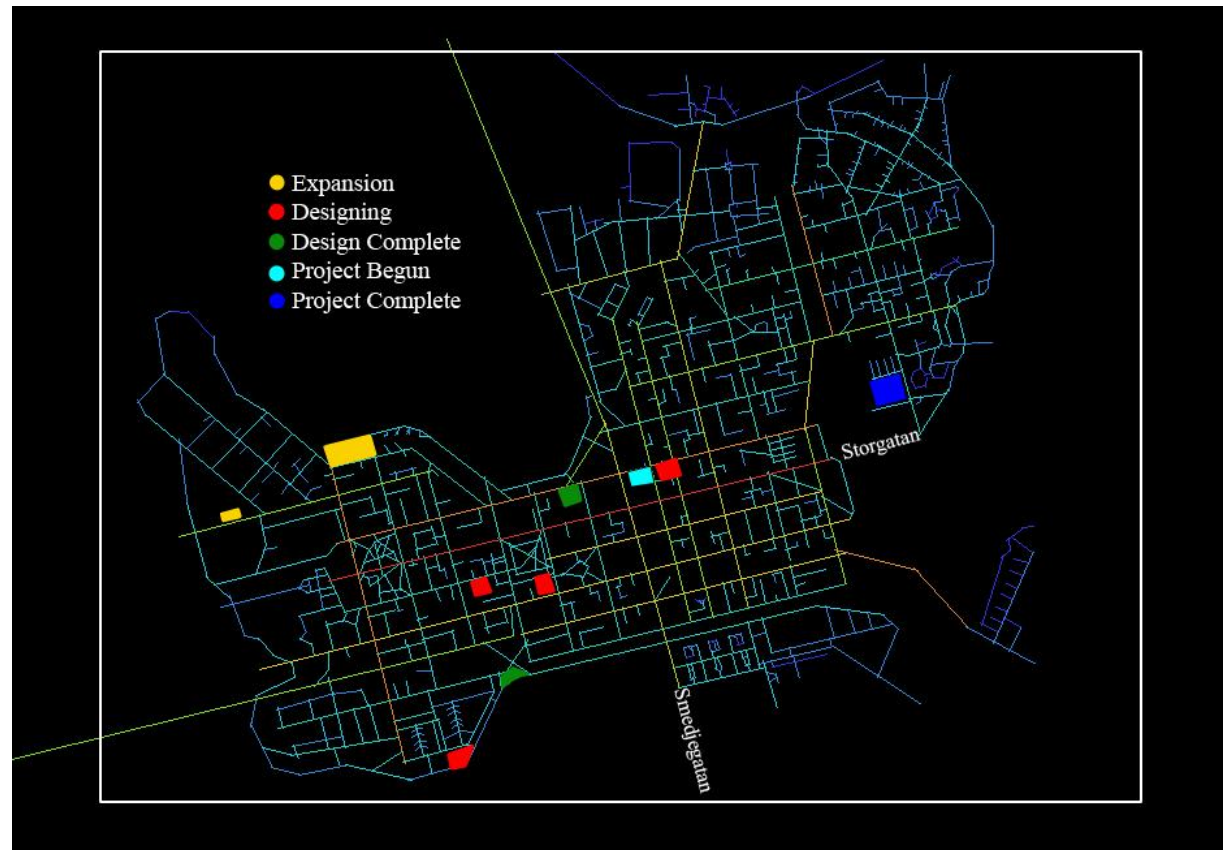 Expansion
Designing
Design Complete
Project Begun
Project Complete
Storgatan
Smedjegatan